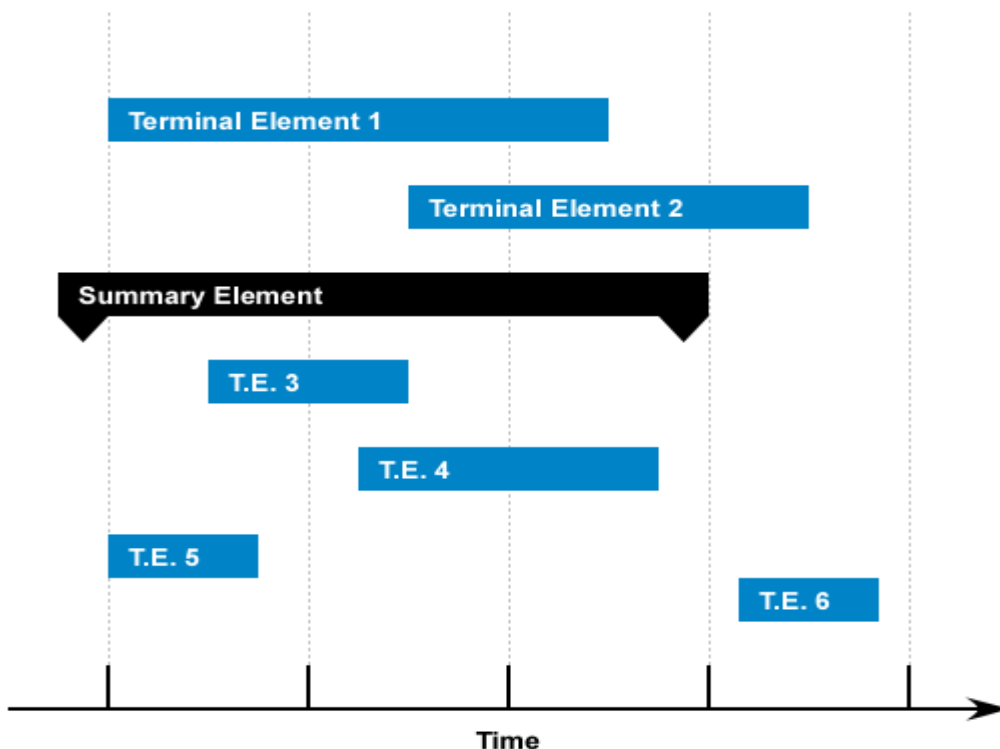 Terminal Element 1
Terminal Element 2
Summary Element
T.E. 3
T.E. 4
T.E. 5
T.E. 6
Time